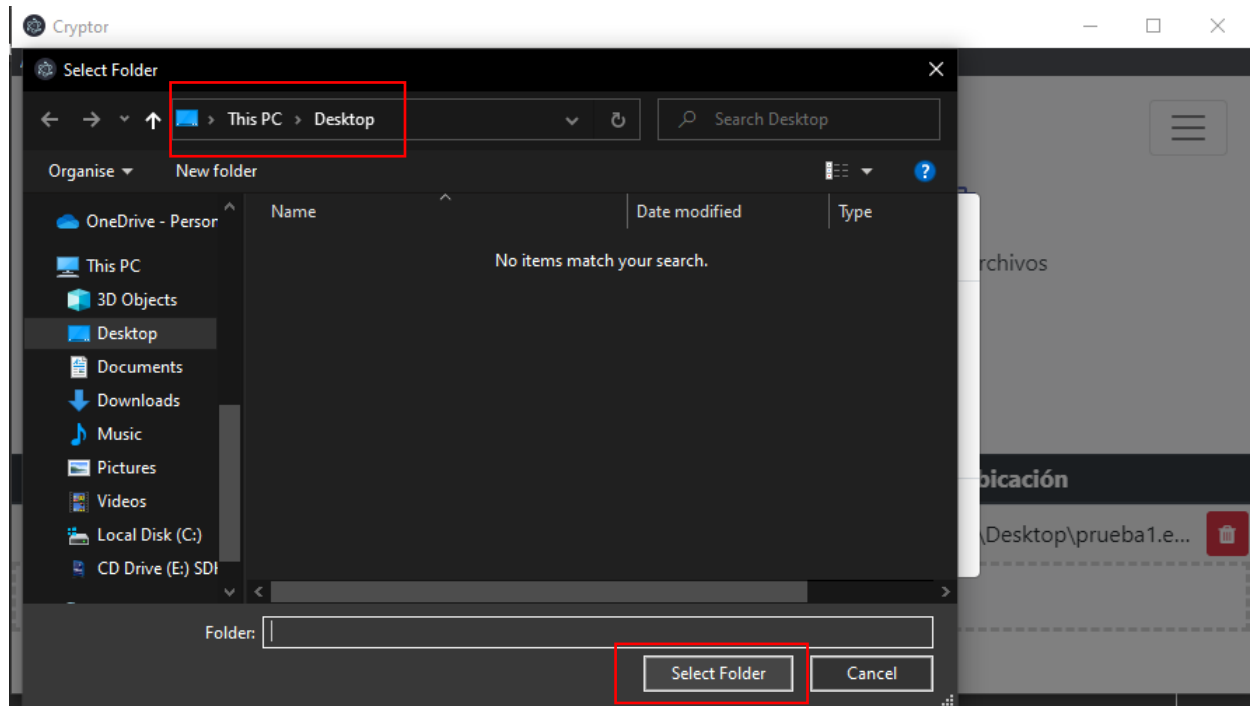 Cryptor
Select Folder
This PC > Desktop
Search Desktop
Organise
New folder
?
Name
Date modified
Type
No items match your search.
OneDrive - Person
This PC
3D Objects
Desktop
Documents
Downloads
Music
Pictures
Videos
Local Disk (C:)
CD Drive (E:) SDH
rchivos
bicación
\Desktop\prueba1.e...
Folder:
Select Folder
Cancel